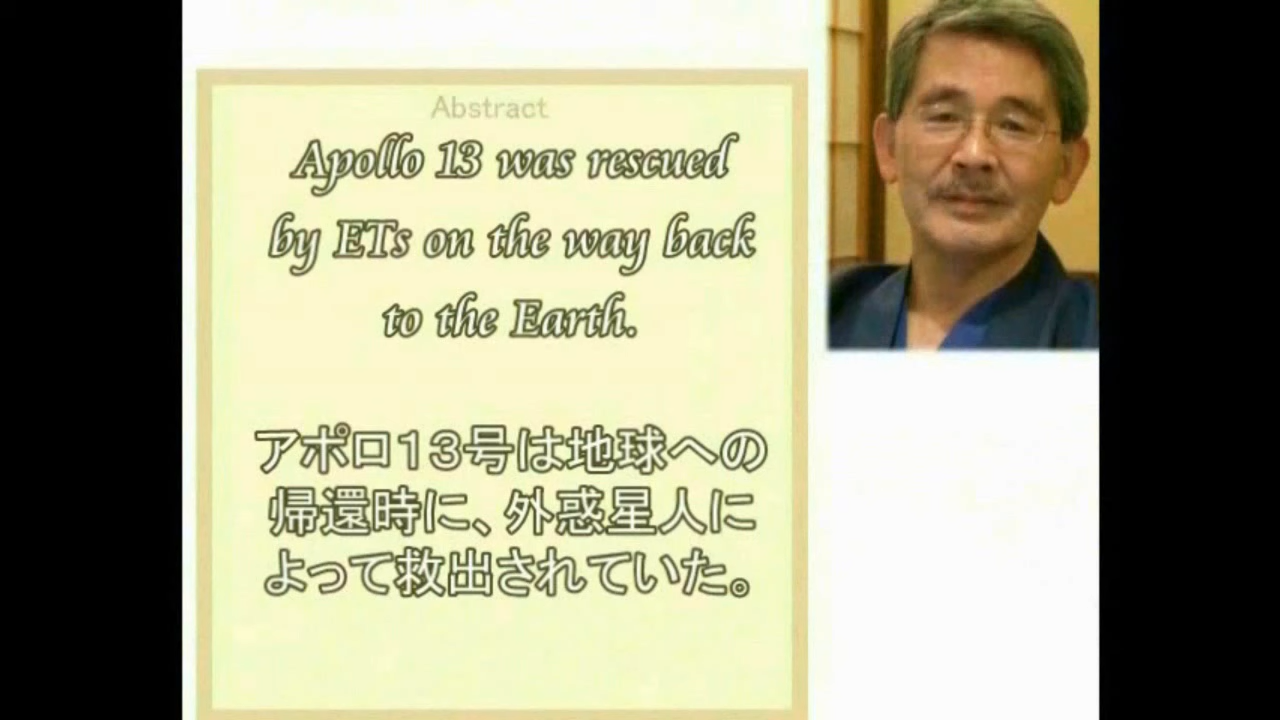 Abstract
Apollo 13 was rescued
by ETs on the way back
to the Earth.
アポロ13号は地球への
帰還時に、外惑星人に
よって救出されていた。